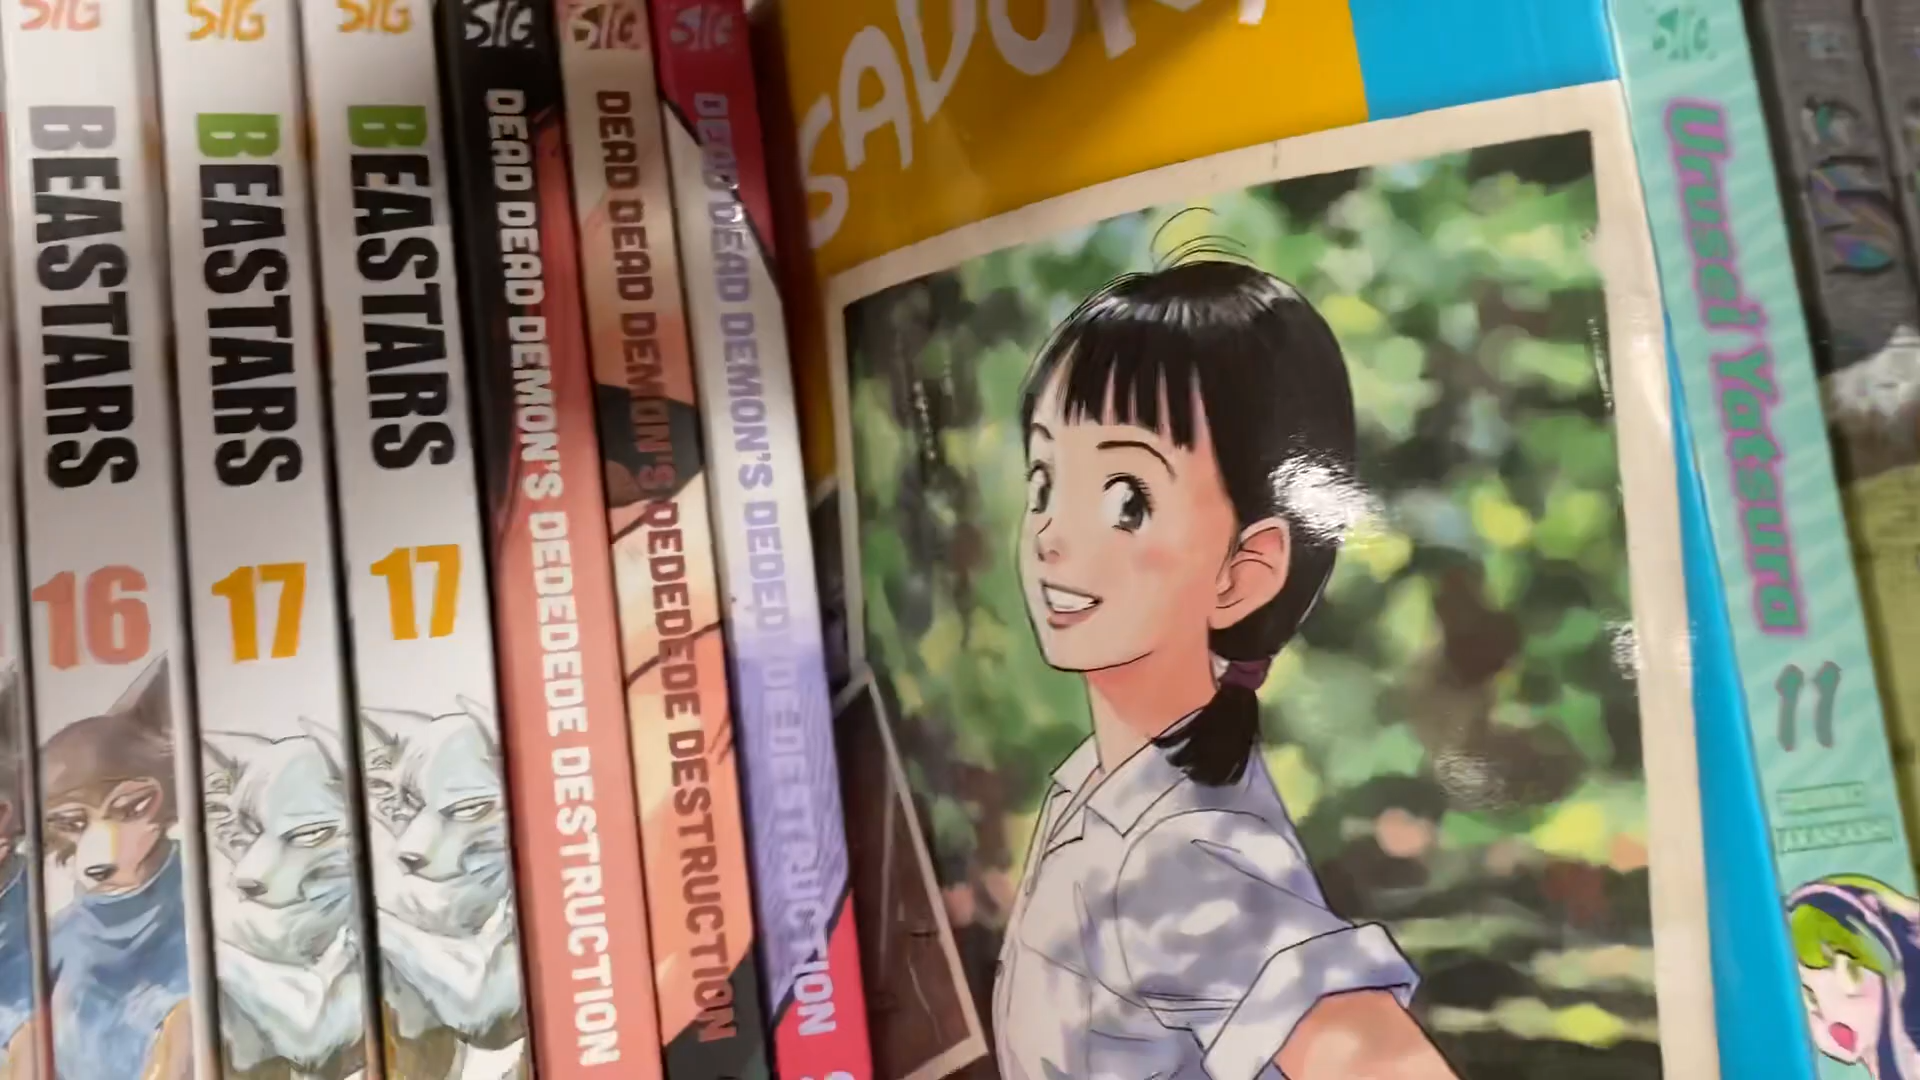 SIG
BEASTARS
16
SIG
BEASTARS
17
SIG
BEASTARS
17
SIG
DEAD DEAD DEMON'S DEDEDEDE DESTRUCTION
SIG
DEAD DEAD DEMON'S DEDEDEDE DESTRUCTION
SIG
DEAD DEAD DEMON'S DEDEDEDE DESTRUCTION
SADORA
SIG
Urusei Yatsura
11